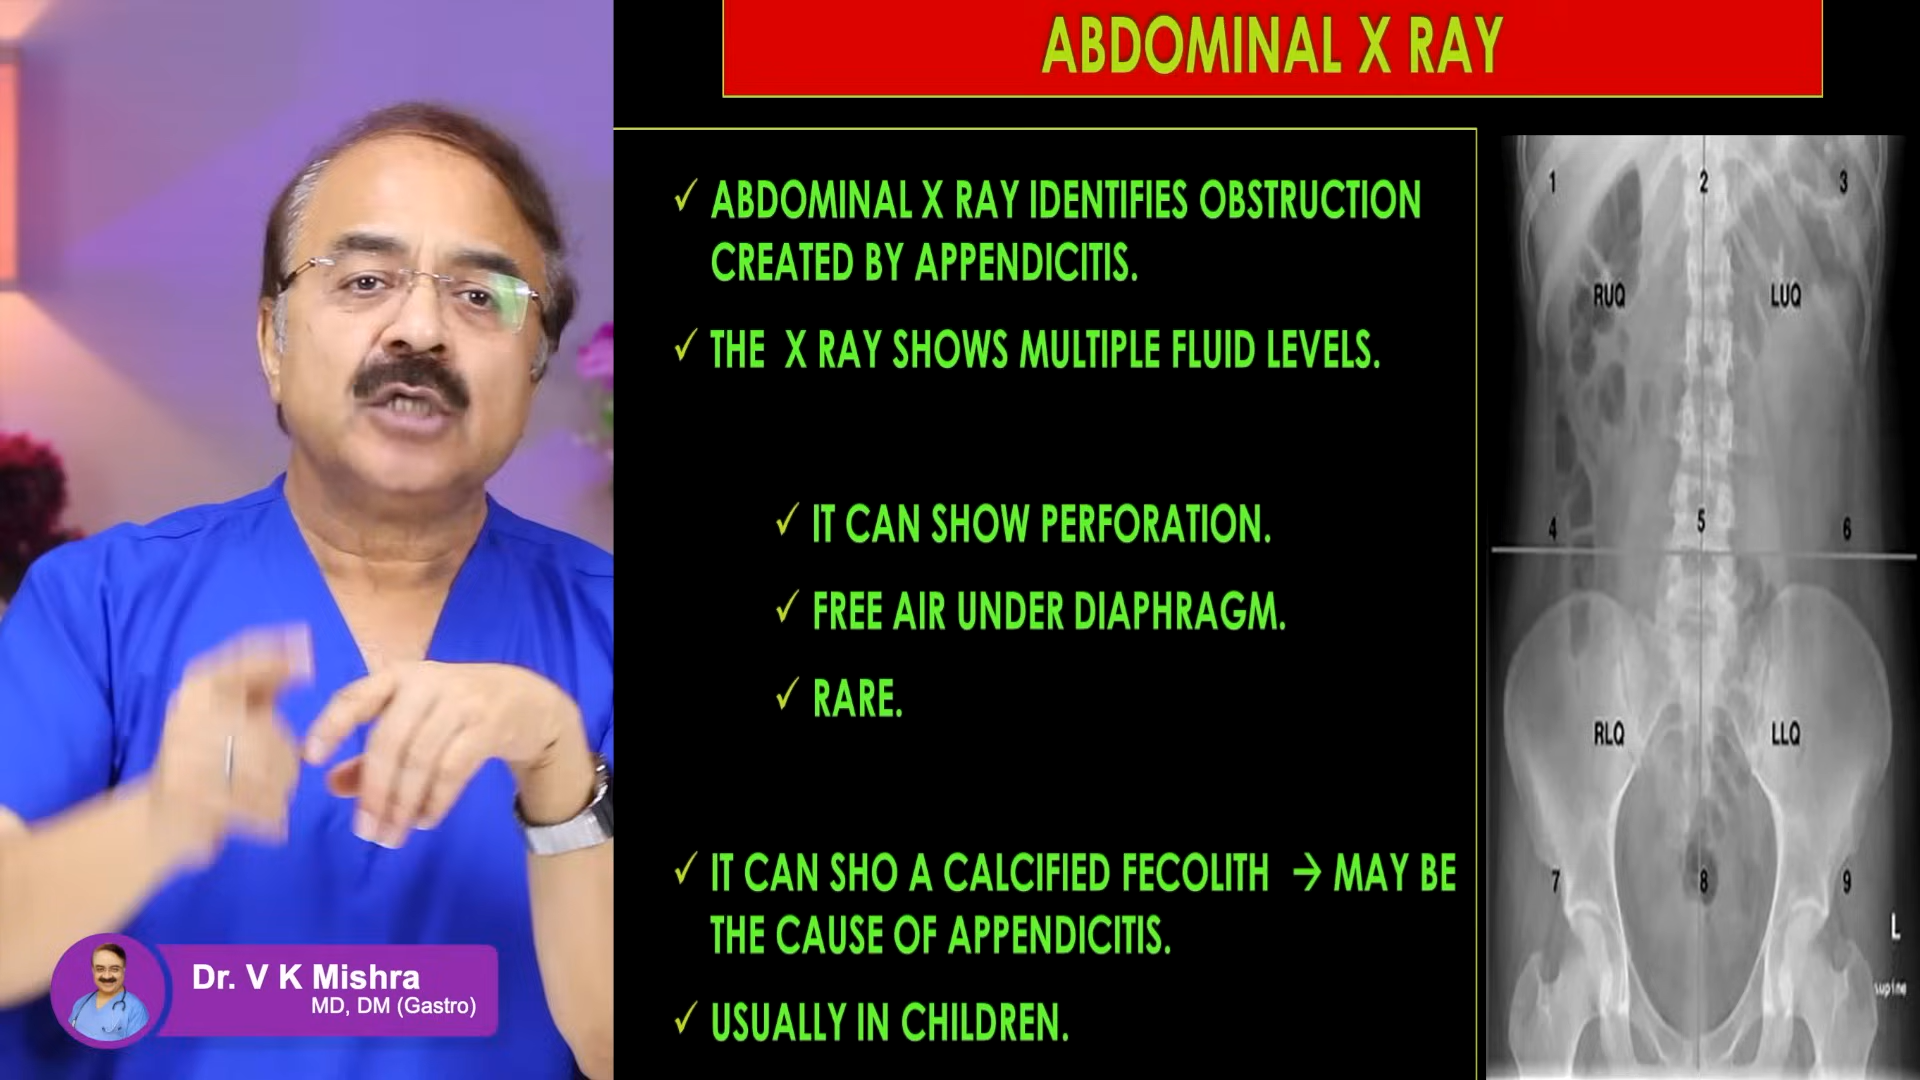 ABDOMINAL X RAY
✓ ABDOMINAL X RAY IDENTIFIES OBSTRUCTION
CREATED BY APPENDICITIS.
✓ THE X RAY SHOWS MULTIPLE FLUID LEVELS.
✓ IT CAN SHOW PERFORATION.
✓ FREE AIR UNDER DIAPHRAGM.
✓ RARE.
✓ IT CAN SHO A CALCIFIED FECOLITH → MAY BE
THE CAUSE OF APPENDICITIS.
✓ USUALLY IN CHILDREN.
1 2 3
RUQ LUQ
4 5 6
RLQ LLQ
7 8 9
L
supine
Dr. V K Mishra
MD, DM (Gastro)